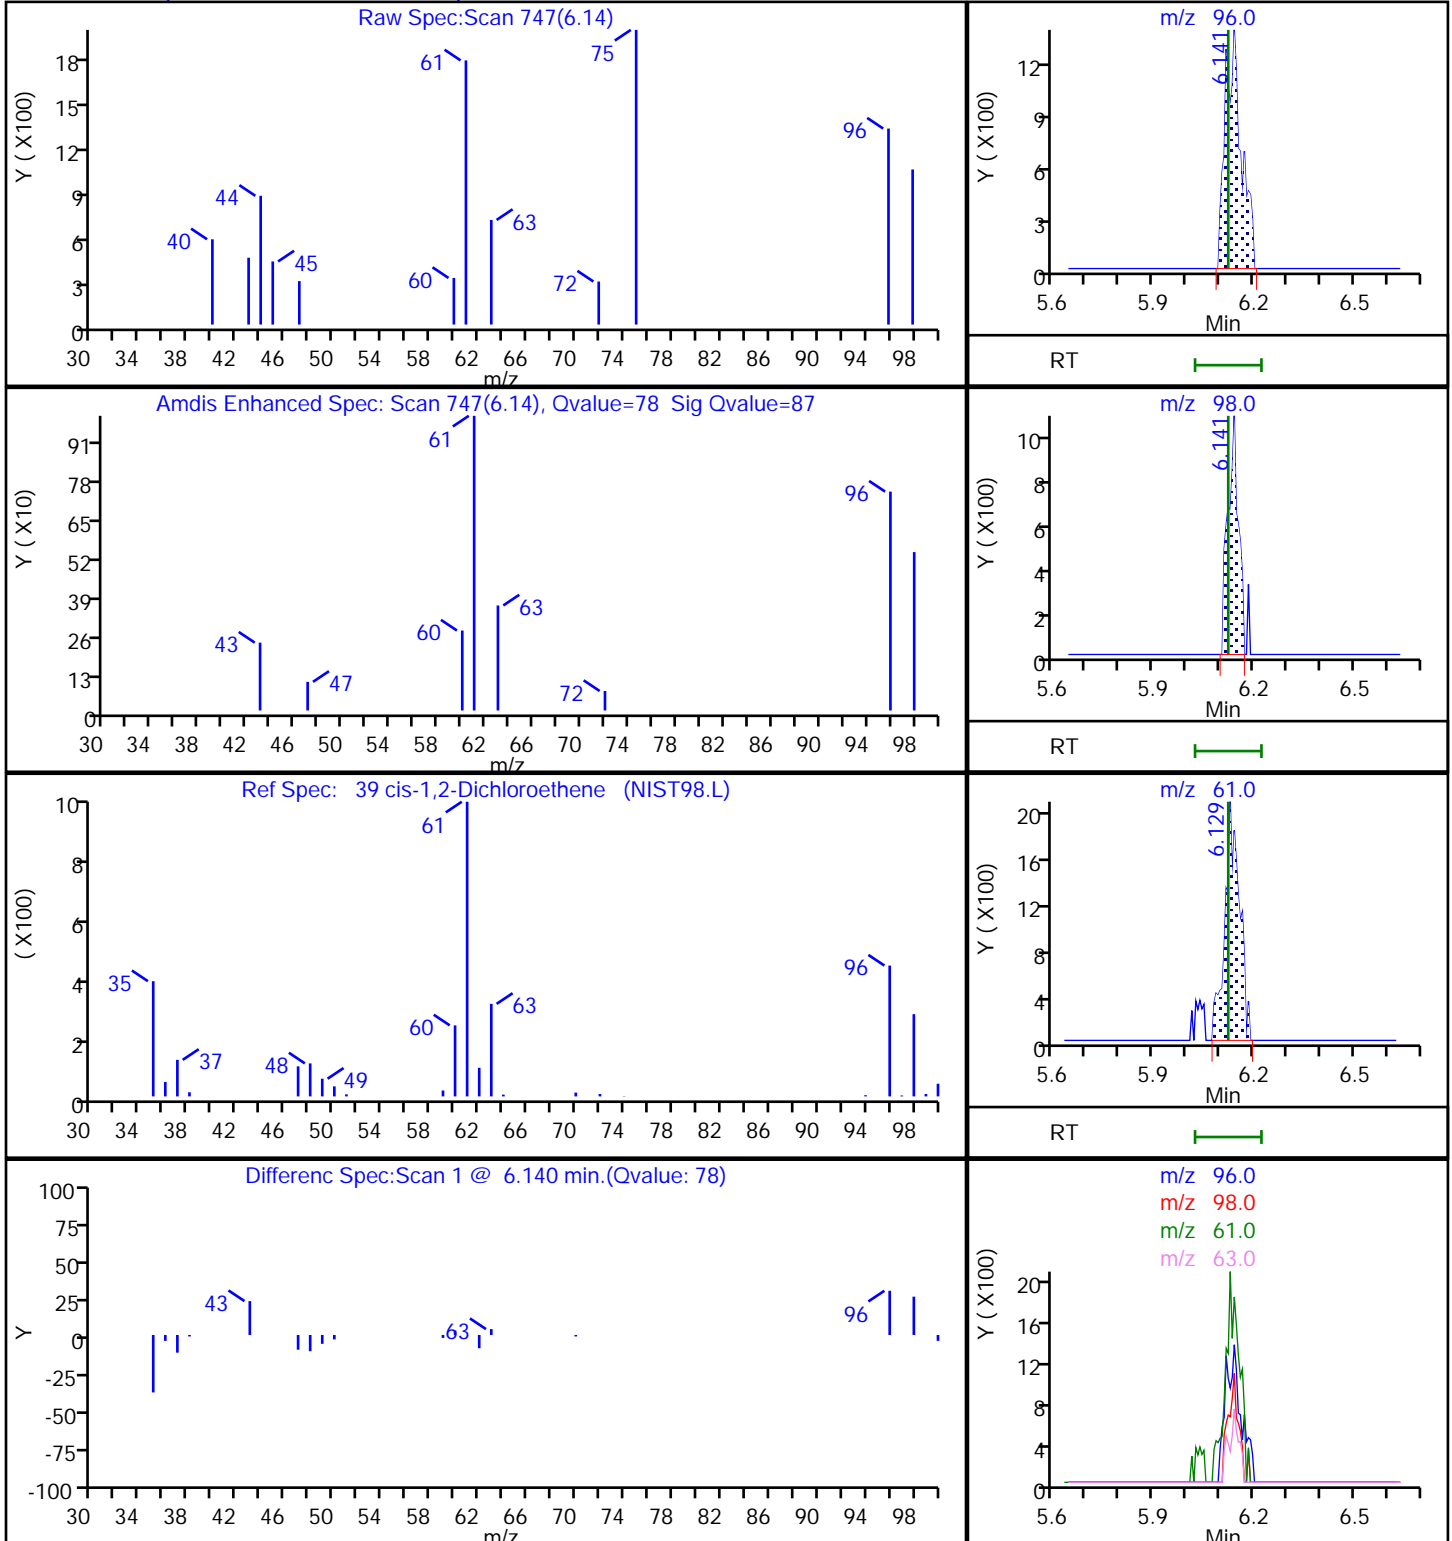 Raw Spec:Scan 747(6.14)
Y ( X100)
18
15
12
9
6
3
0
40
44
45
60
61
63
72
75
96
30 34 38 42 46 50 54 58 62 66 70 74 78 82 86 90 94 98
m/z
m/z 96.0
Y ( X100)
12
9
6
3
0
6.141
5.6 5.9 6.2 6.5
Min
RT
Amdis Enhanced Spec: Scan 747(6.14), Qvalue=78 Sig Qvalue=87
Y ( X10)
91
78
65
52
39
26
13
0
43
47
60
61
63
72
96
30 34 38 42 46 50 54 58 62 66 70 74 78 82 86 90 94 98
m/z
m/z 98.0
Y ( X100)
10
8
6
4
2
0
6.141
5.6 5.9 6.2 6.5
Min
RT
Ref Spec: 39 cis-1,2-Dichloroethene (NIST98.L)
( X100)
10
8
6
4
2
0
35
37
48
49
60
61
63
96
30 34 38 42 46 50 54 58 62 66 70 74 78 82 86 90 94 98
m/z 61.0
Y ( X100)
20
16
12
8
4
0
6.129
5.6 5.9 6.2 6.5
Min
RT
Differenc Spec:Scan 1 @ 6.140 min.(Qvalue: 78)
Y
100
75
50
25
0
-25
-50
-75
-100
43
63
96
30 34 38 42 46 50 54 58 62 66 70 74 78 82 86 90 94 98
m/z
m/z 96.0
m/z 98.0
m/z 61.0
m/z 63.0
Y ( X100)
20
16
12
8
4
0
5.6 5.9 6.2 6.5
Min